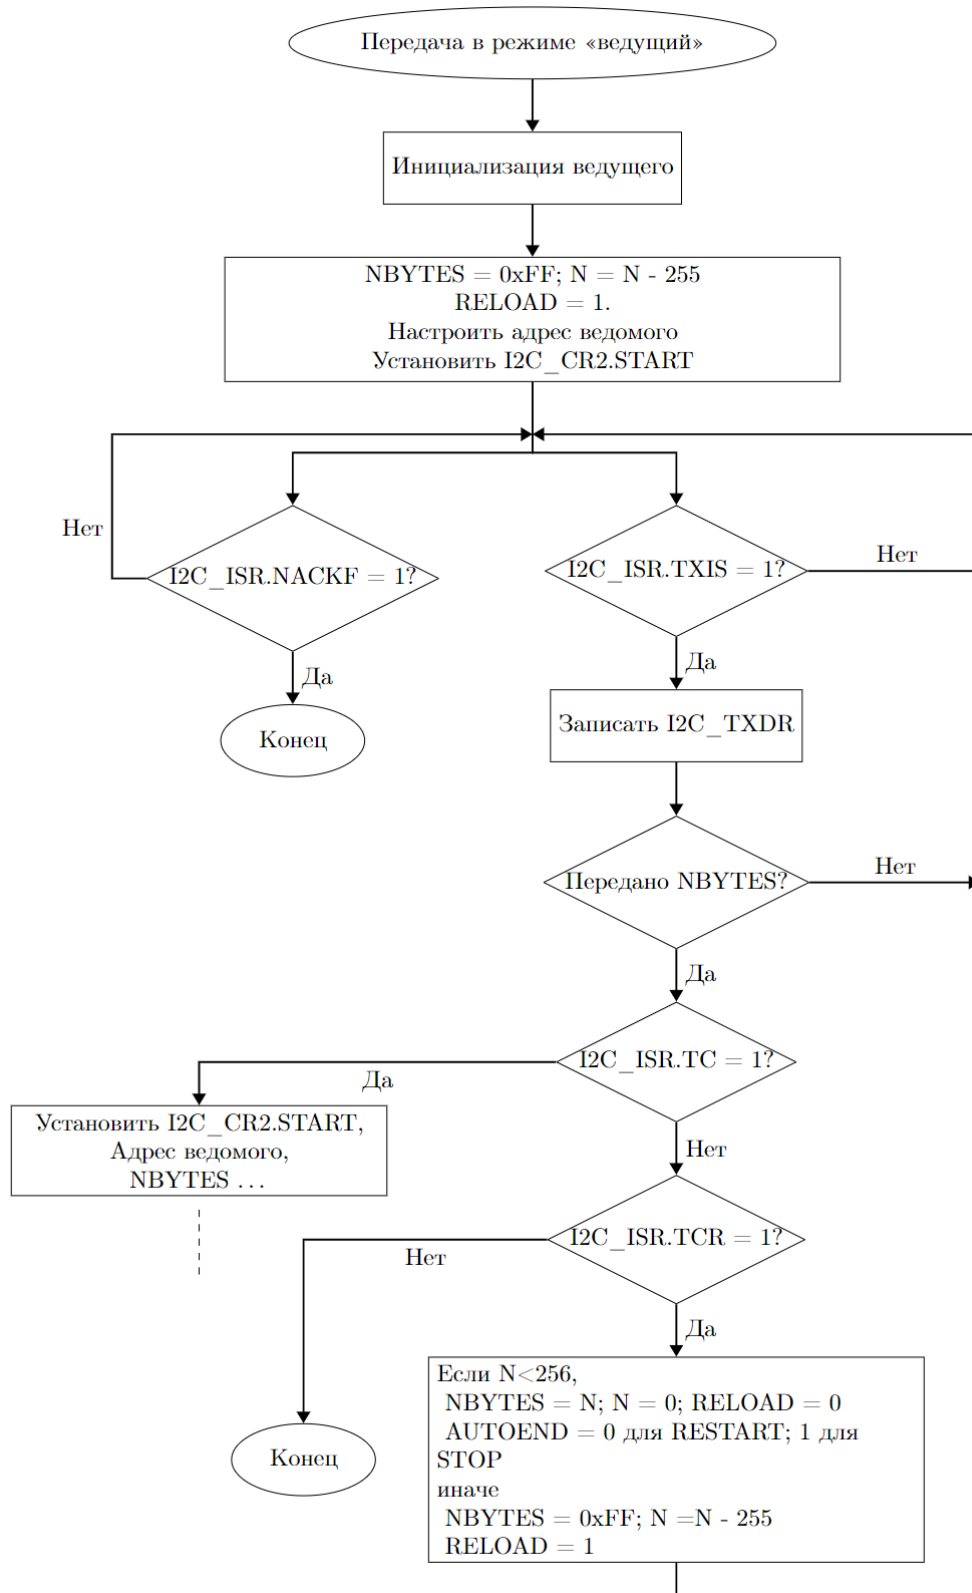 Передача в режиме «ведущий»
Инициализация ведущего
NBYTES = 0xFF; N = N - 255
RELOAD = 1.
Настроить адрес ведомого
Установить I2C_CR2.START
Нет
I2C_ISR.NACKF = 1?
I2C_ISR.TXIS = 1?
Нет
Да
Да
Конец
Записать I2C_TXDR
Передано NBYTES?
Нет
Да
I2C_ISR.TC = 1?
Да
Установить I2C_CR2.START,
Адрес ведомого,
NBYTES ...
Нет
I2C_ISR.TCR = 1?
Нет
Да
Конец
Если N<256,
NBYTES = N; N = 0; RELOAD = 0
AUTOEND = 0 для RESTART; 1 для
STOP
иначе
NBYTES = 0xFF; N =N - 255
RELOAD = 1